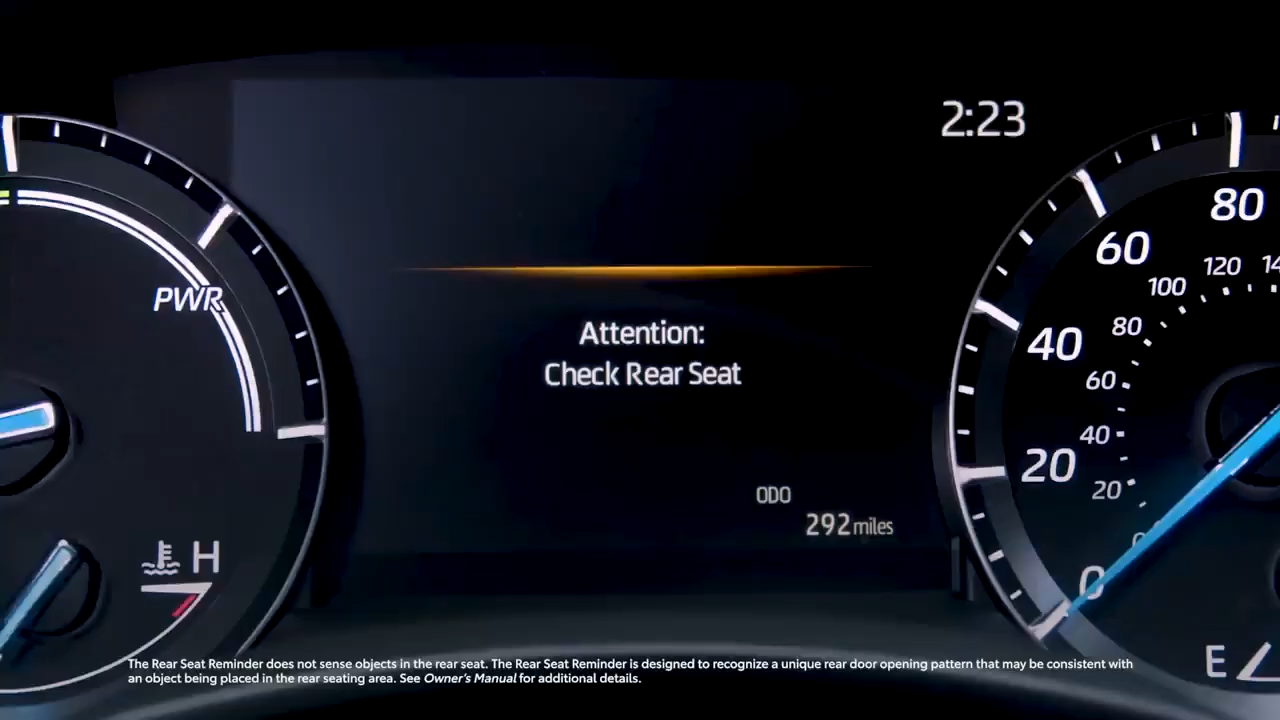 2:23
80
60
120
14
100
PWR
80
Attention:
40
Check Rear Seat
60
40
20
20
ODO
292 miles
0
H
0
E
The Rear Seat Reminder does not sense objects in the rear seat. The Rear Seat Reminder is designed to recognize a unique rear door opening pattern that may be consistent with
an object being placed in the rear seating area. See Owner's Manual for additional details.